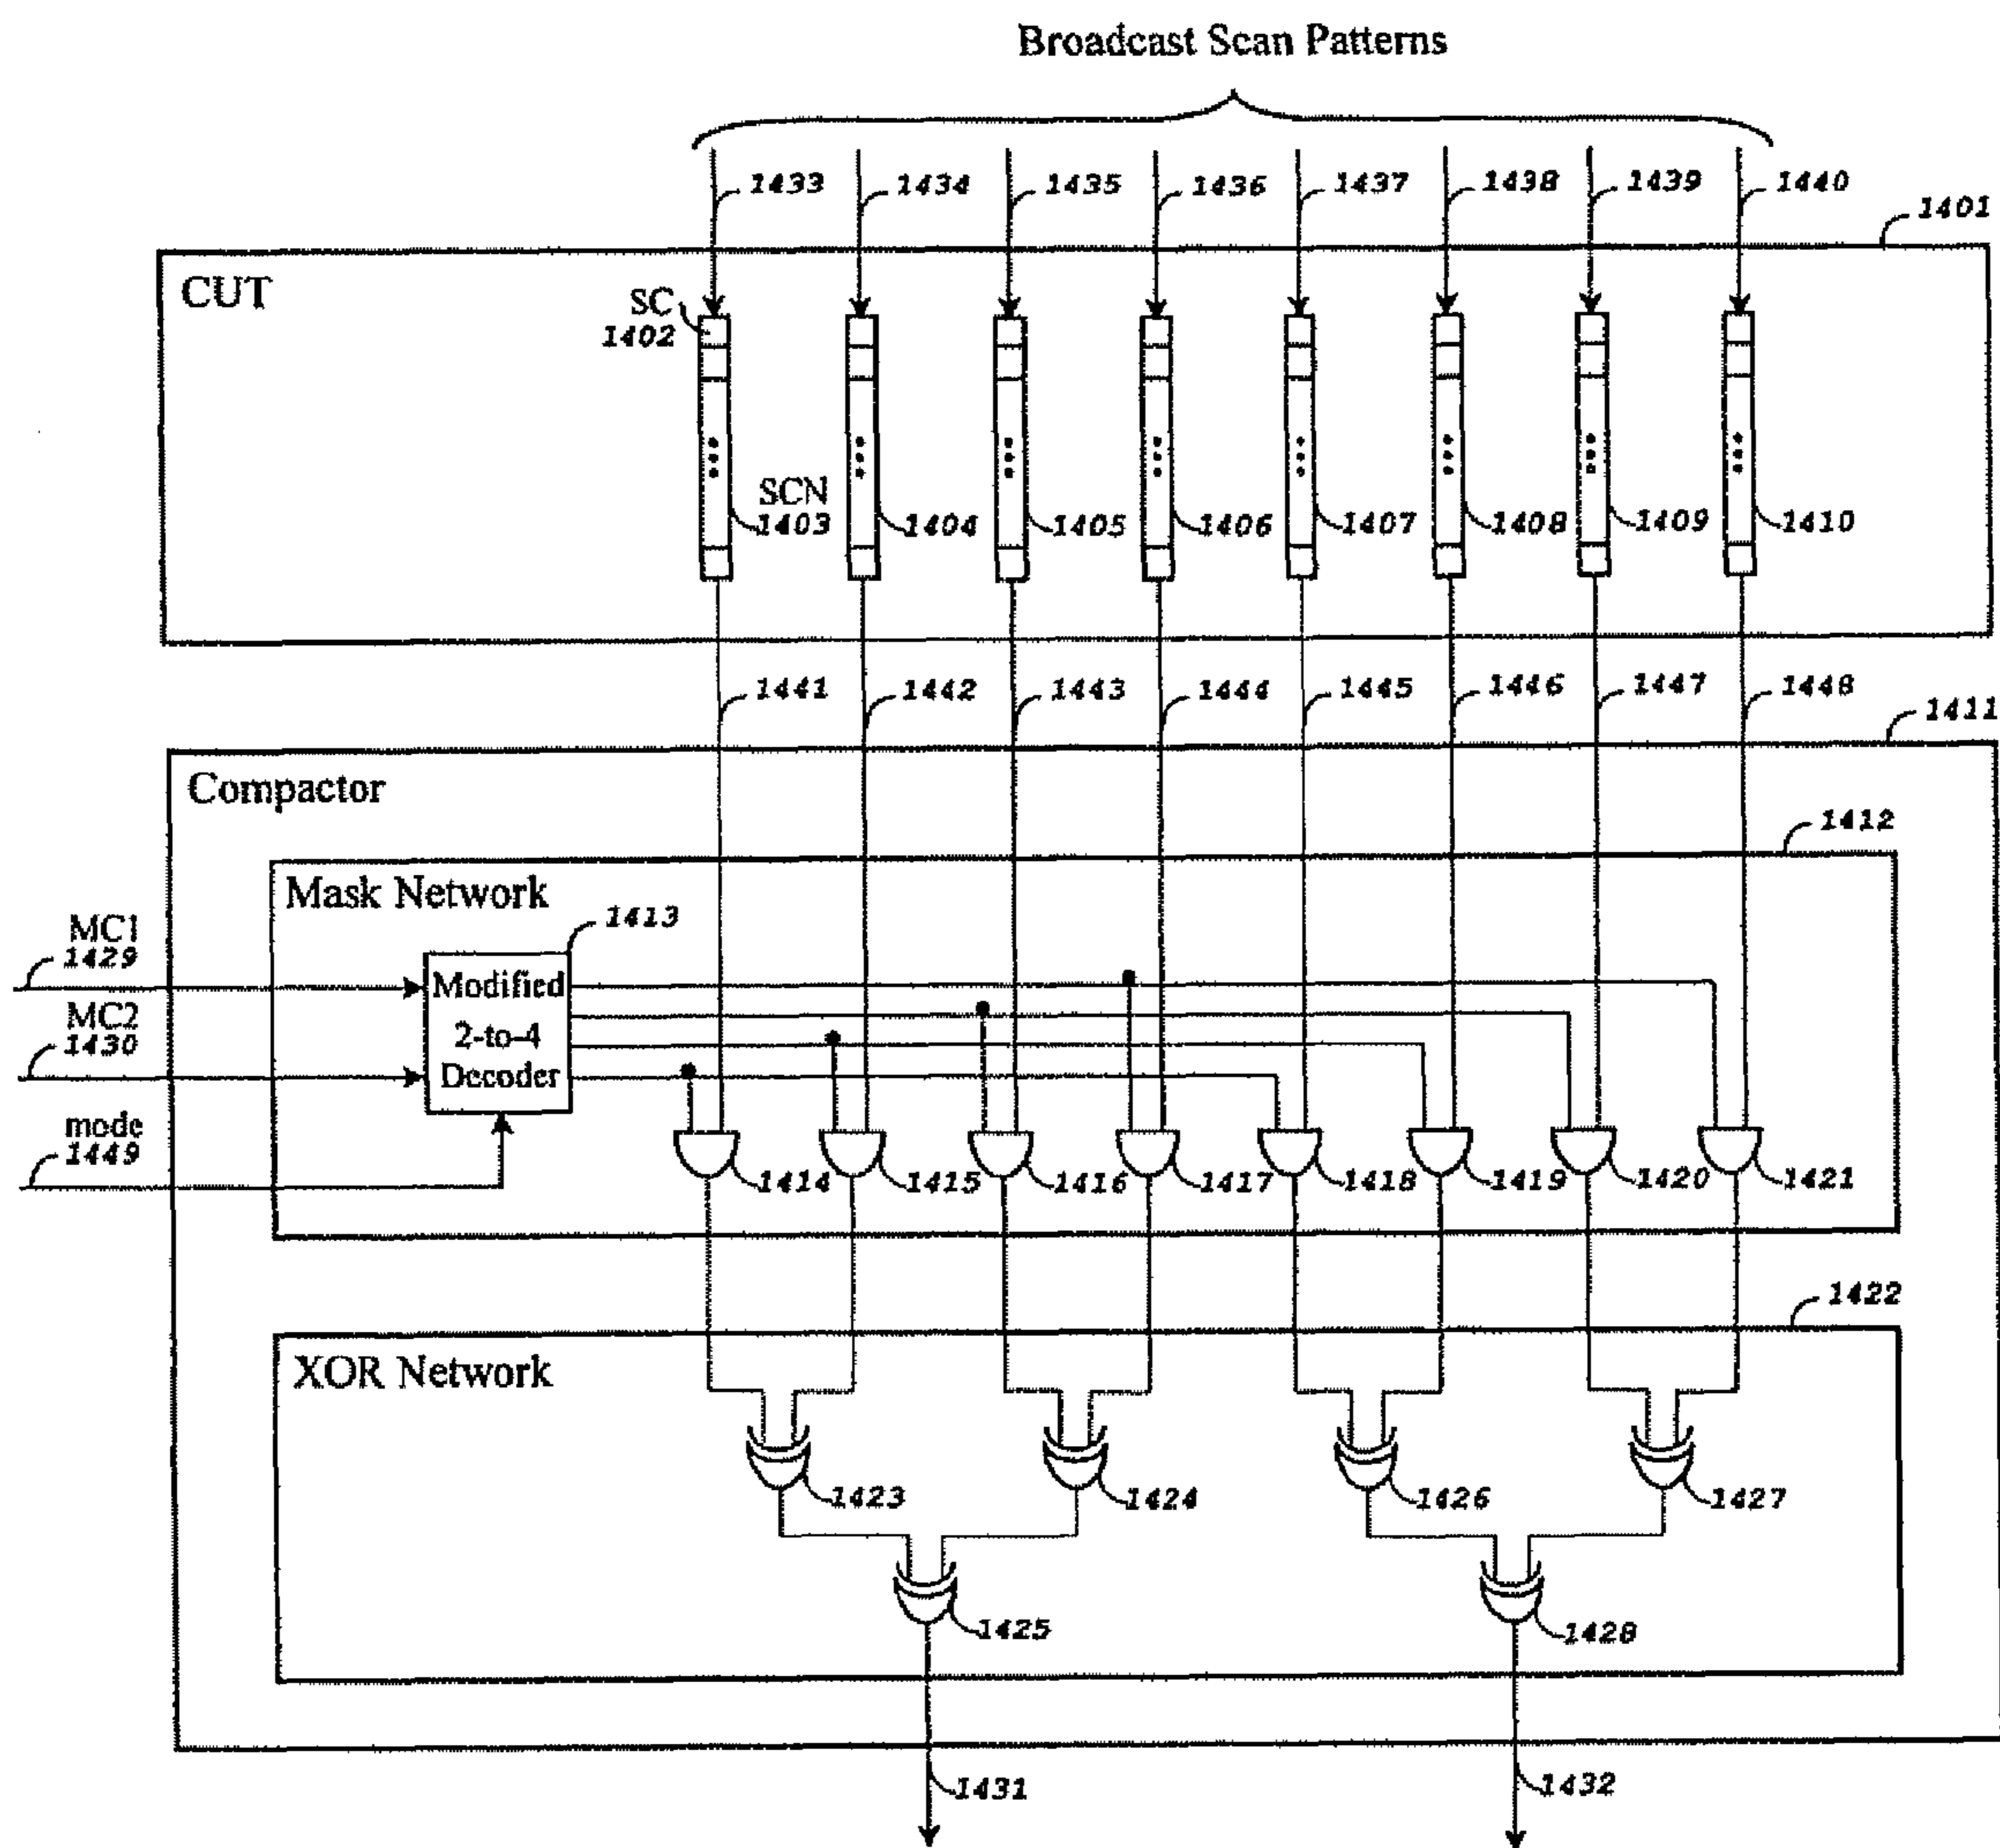 Broadcast Scan Patterns
1433 1434 1435 1436 1437 1438 1439 1440
1401
CUT
SC
1402
SCN
1403 1404 1405 1406 1407 1408 1409 1410
1441 1442 1443 1444 1445 1446 1447 1448
1411
Compactor
1412
Mask Network
1413
MC1
1429
Modified
MC2
1430
2-to-4
Decoder
mode
1449
1414 1415 1416 1417 1418 1419 1420 1421
1422
XOR Network
1423 1424 1426 1427
1425 1428
1431 1432